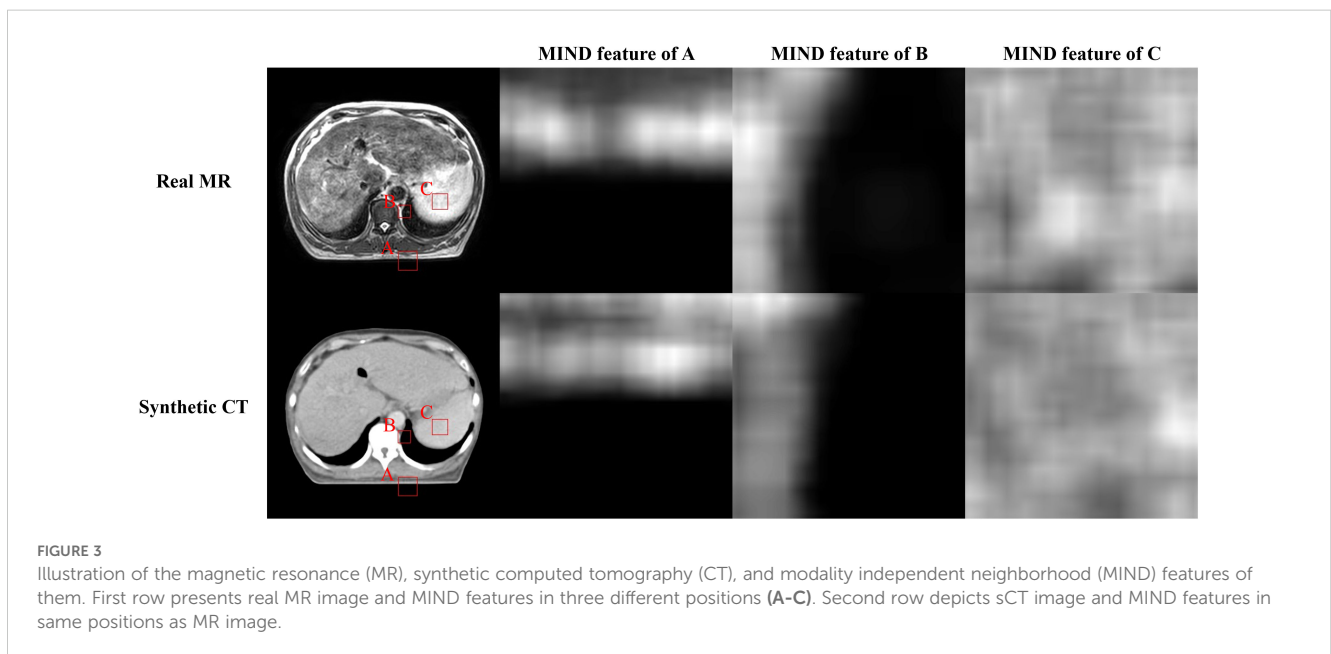 MIND feature of A
MIND feature of B
MIND feature of C
Real MR
C
B
A
Synthetic CT
C
B
A
FIGURE 3
Illustration of the magnetic resonance (MR), synthetic computed tomography (CT), and modality independent neighborhood (MIND) features of
them. First row presents real MR image and MIND features in three different positions (A-C). Second row depicts sCT image and MIND features in
same positions as MR image.